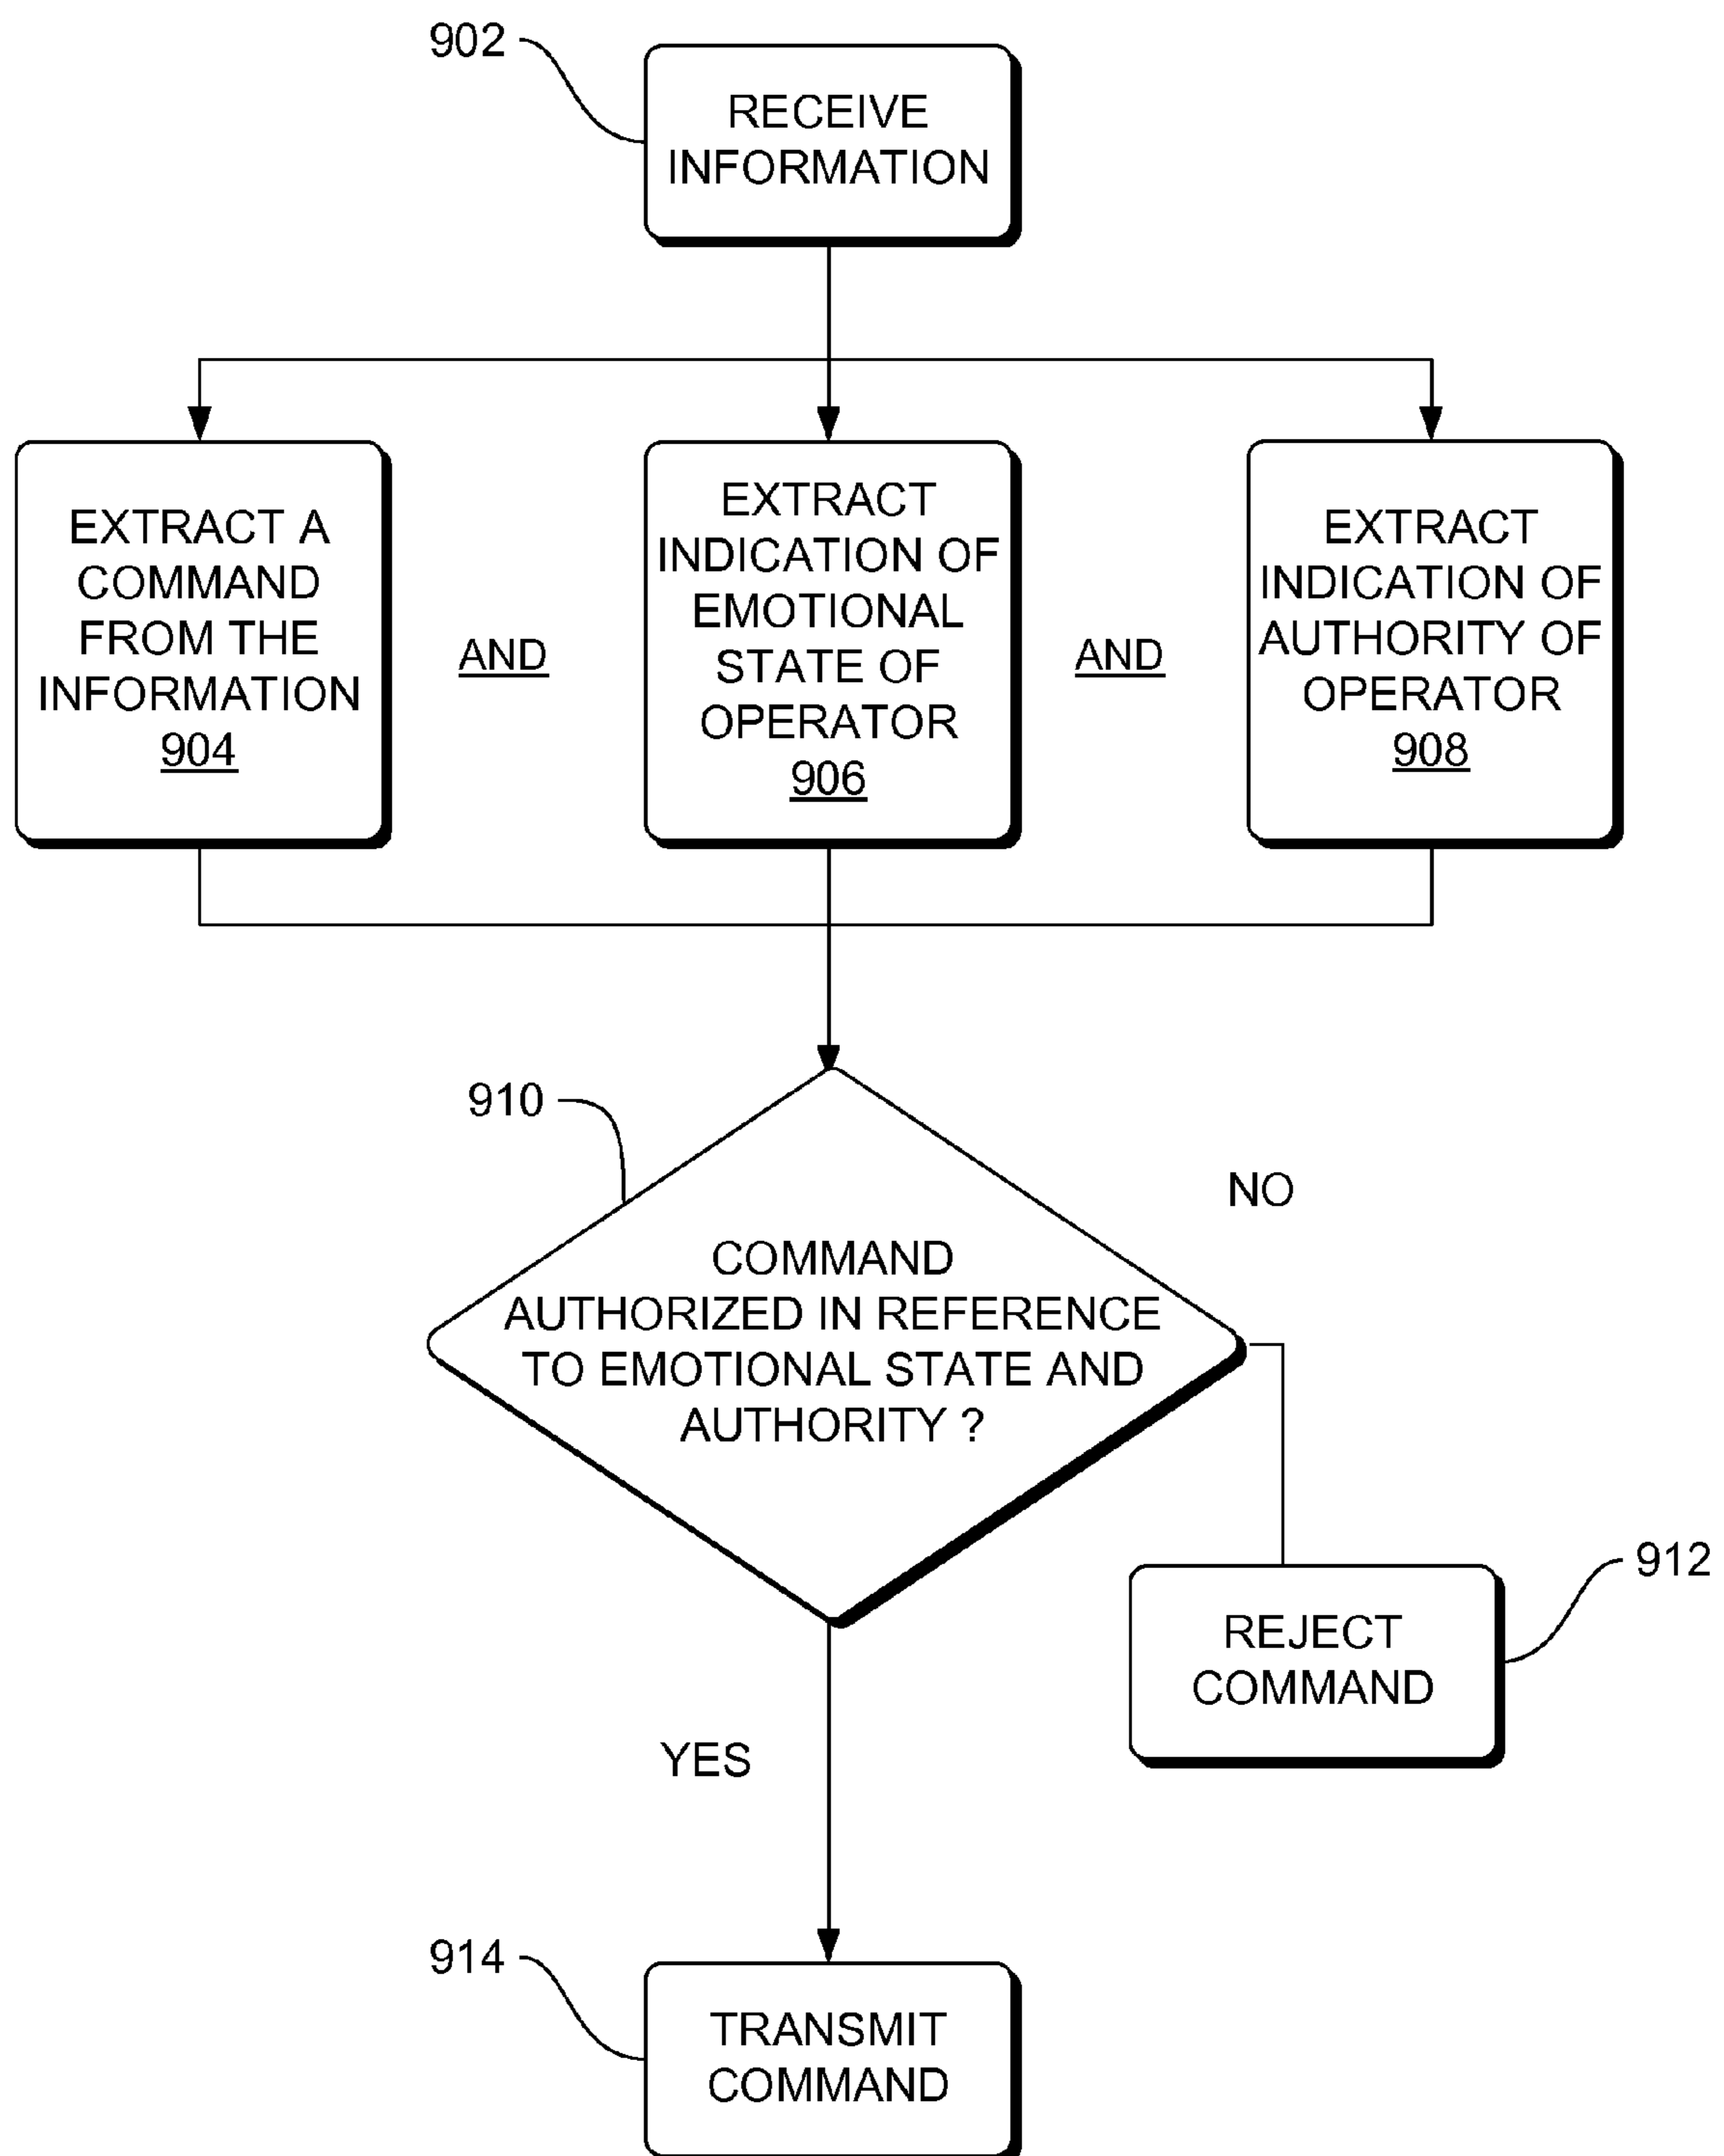 902
RECEIVE
INFORMATION
EXTRACT A
COMMAND
FROM THE
INFORMATION
904
AND
EXTRACT
INDICATION OF
EMOTIONAL
STATE OF
OPERATOR
906
AND
EXTRACT
INDICATION OF
AUTHORITY OF
OPERATOR
908
910
COMMAND
AUTHORIZED IN REFERENCE
TO EMOTIONAL STATE AND
AUTHORITY ?
NO
912
REJECT
COMMAND
YES
914
TRANSMIT
COMMAND